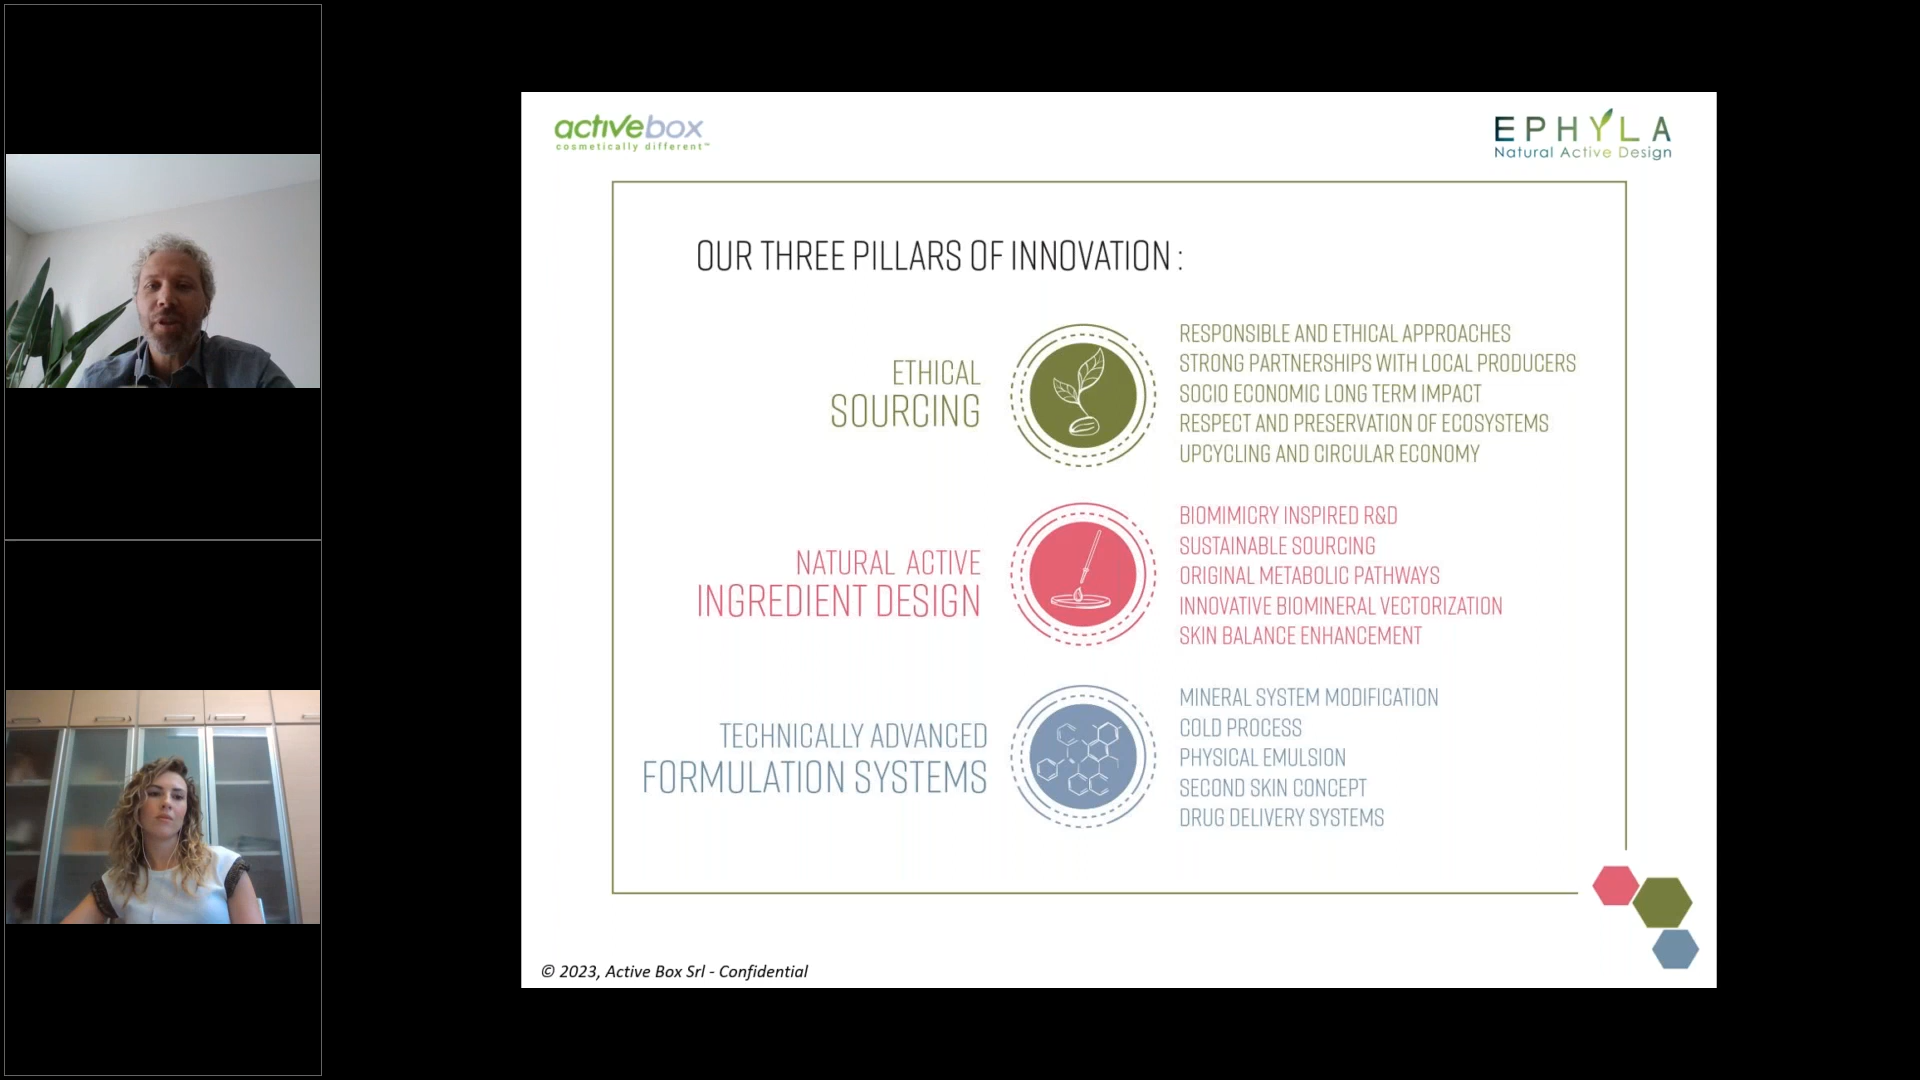 activebox
cosmetically different™
EPHYLA
Natural Active Design
OUR THREE PILLARS OF INNOVATION :
ETHICAL
SOURCING
RESPONSIBLE AND ETHICAL APPROACHES
STRONG PARTNERSHIPS WITH LOCAL PRODUCERS
SOCIO ECONOMIC LONG TERM IMPACT
RESPECT AND PRESERVATION OF ECOSYSTEMS
UPCYCLING AND CIRCULAR ECONOMY
NATURAL ACTIVE
INGREDIENT DESIGN
BIOMIMICRY INSPIRED R&D
SUSTAINABLE SOURCING
ORIGINAL METABOLIC PATHWAYS
INNOVATIVE BIOMINERAL VECTORIZATION
SKIN BALANCE ENHANCEMENT
TECHNICALLY ADVANCED
FORMULATION SYSTEMS
MINERAL SYSTEM MODIFICATION
COLD PROCESS
PHYSICAL EMULSION
SECOND SKIN CONCEPT
DRUG DELIVERY SYSTEMS
© 2023, Active Box Srl - Confidential